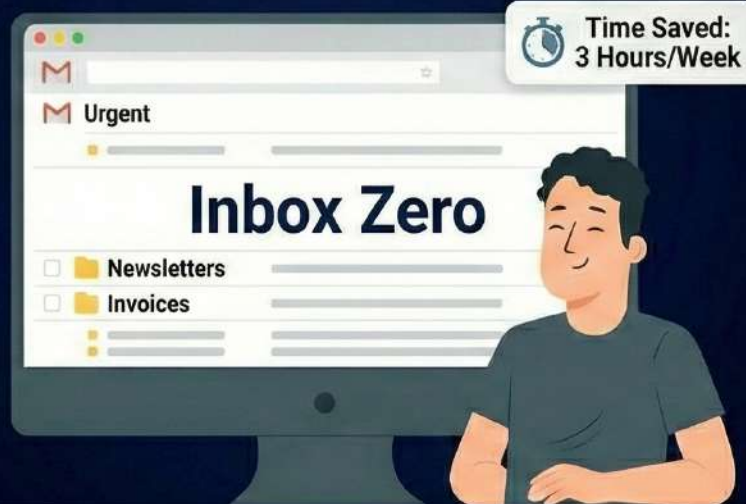 Time Saved:
3 Hours/Week
Urgent
Inbox Zero
Newsletters
Invoices